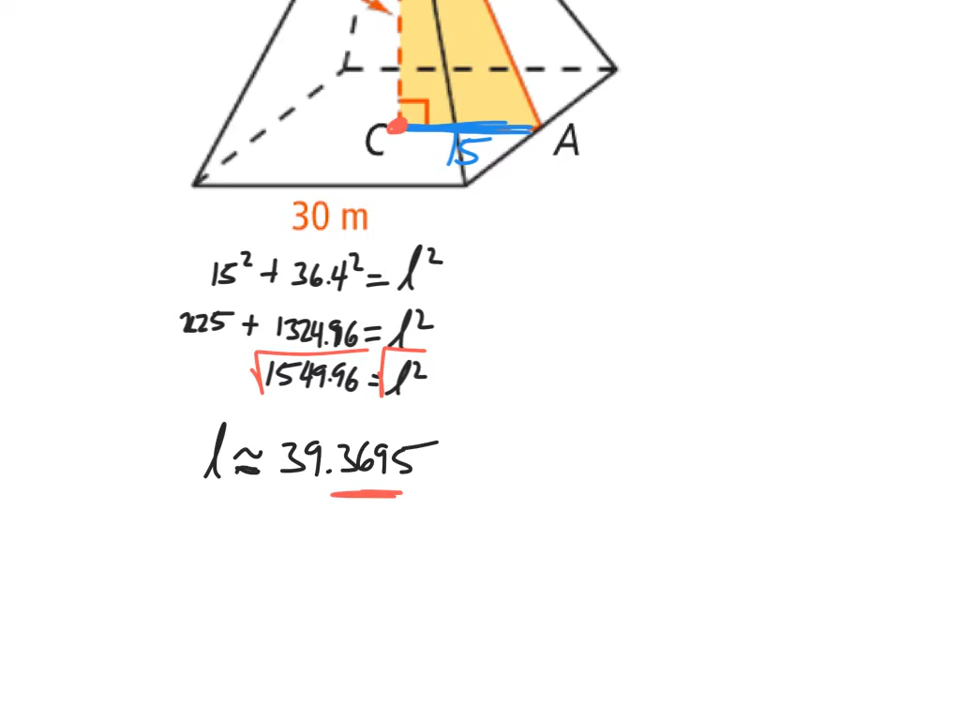 C
15
A
30 m
15² + 36.4² = l²
225 + 1324.96 = l²
√1549.96 = √l²
l ≈ 39.3695